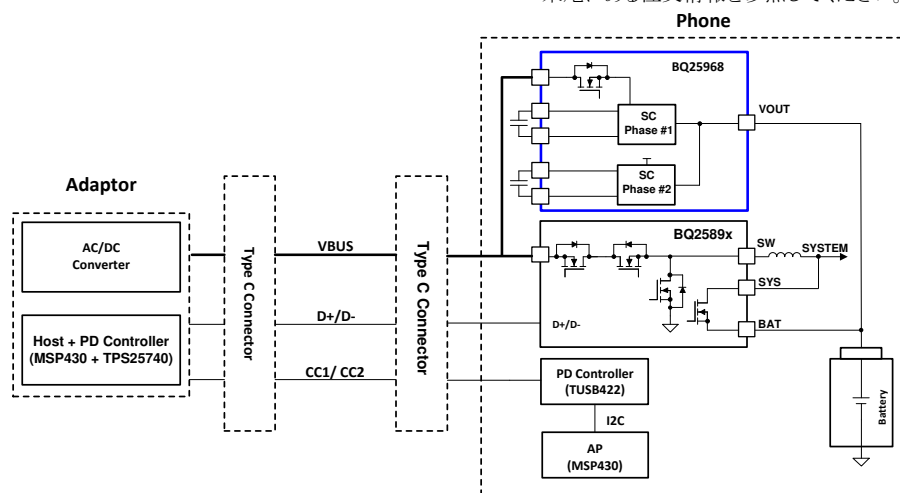 Phone
BQ25968
SC
Phase #1
VOUT
SC
Phase #2
Adaptor
AC/DC
Converter
Host + PD Controller
(MSP430 + TPS25740)
Type C Connector
VBUS
D+/D-
CC1/ CC2
Type C Connector
BQ2589x
SW
SYSTEM
SYS
BAT
D+/D-
PD Controller
(TUSB422)
I2C
AP
(MSP430)
Battery